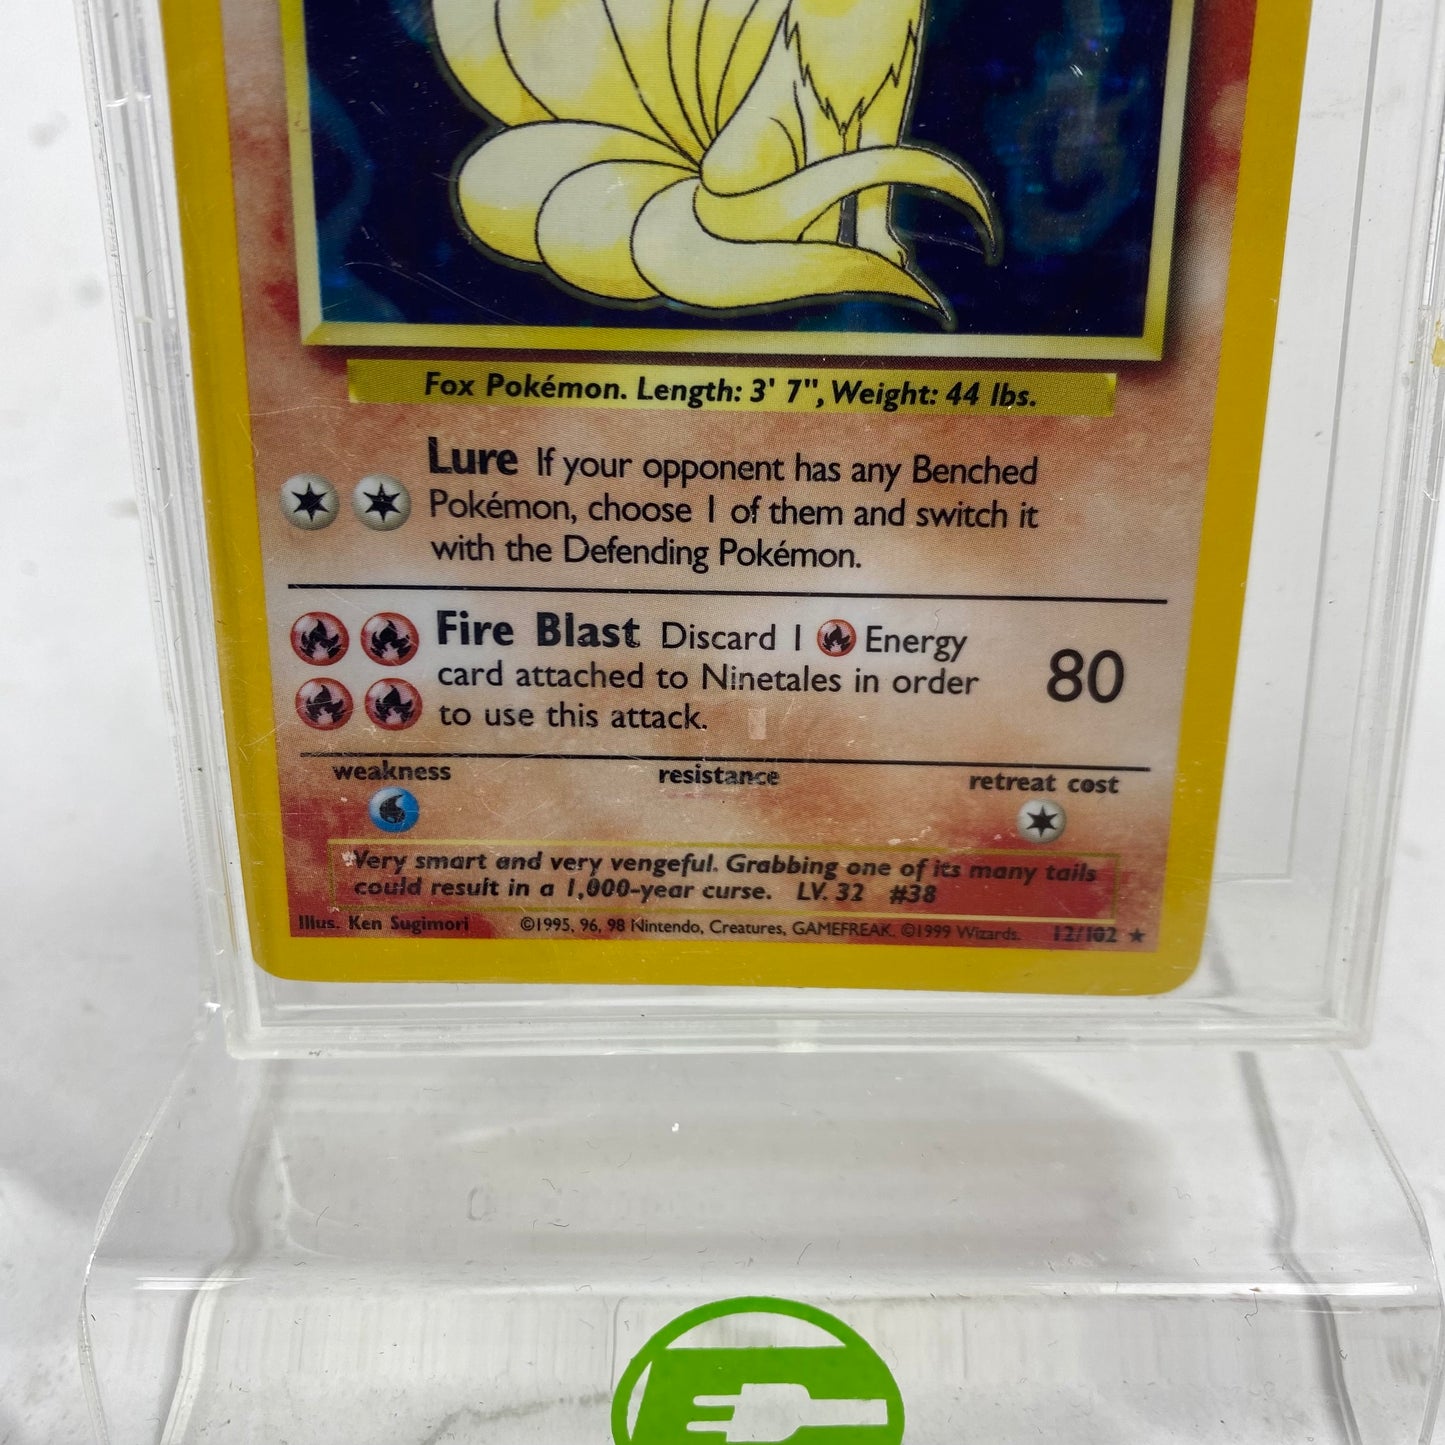 Fox Pokémon. Length: 3' 7", Weight: 44 lbs.
Lure If your opponent has any Benched
Pokémon, choose 1 of them and switch it
with the Defending Pokémon.
Fire Blast Discard 1 Energy
card attached to Ninetales in order
to use this attack.
80
weakness resistance retreat cost
Very smart and very vengeful. Grabbing one of its many tails
could result in a 1,000-year curse. LV. 32 #38
Illus. Ken Sugimori ©1995, 96, 98 Nintendo, Creatures, GAMEFREAK. ©1999 Wizards. 12/102 ★